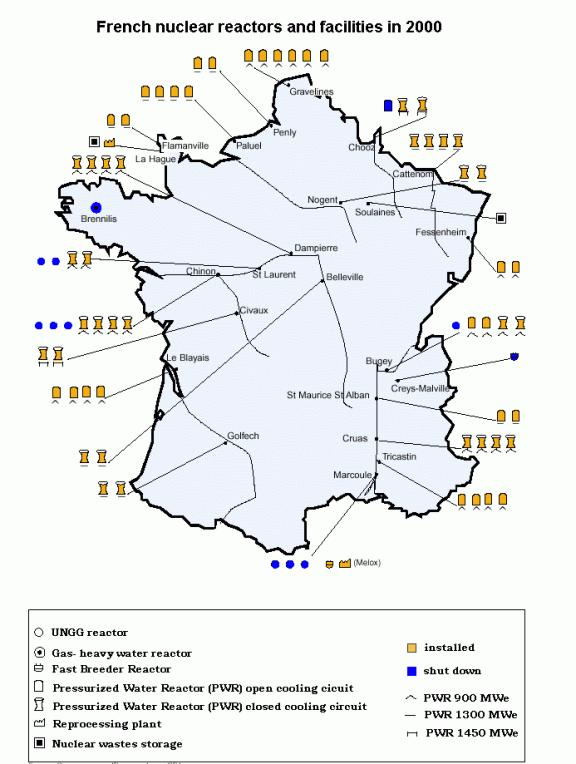 French nuclear reactors and facilities in 2000
Gravelines
Penly
Chooz
Flamanville
Paluel
La Hague
Cattenom
Nogent
Soulaines
Brennilis
Fessenheim
Dampierre
Chinon
St Laurent
Belleville
Civaux
Le Blayais
Bugey
Creys-Malville
St Maurice St Alban
Golfech
Cruas
Tricastin
Marcoule
(Melox)
UNGG reactor
Gas- heavy water reactor
Fast Breeder Reactor
Pressurized Water Reactor (PWR) open cooling cicuit
Pressurized Water Reactor (PWR) closed cooling circuit
Reprocessing plant
Nuclear wastes storage
installed
shut down
PWR 900 MWe
PWR 1300 MWe
PWR 1450 MWe